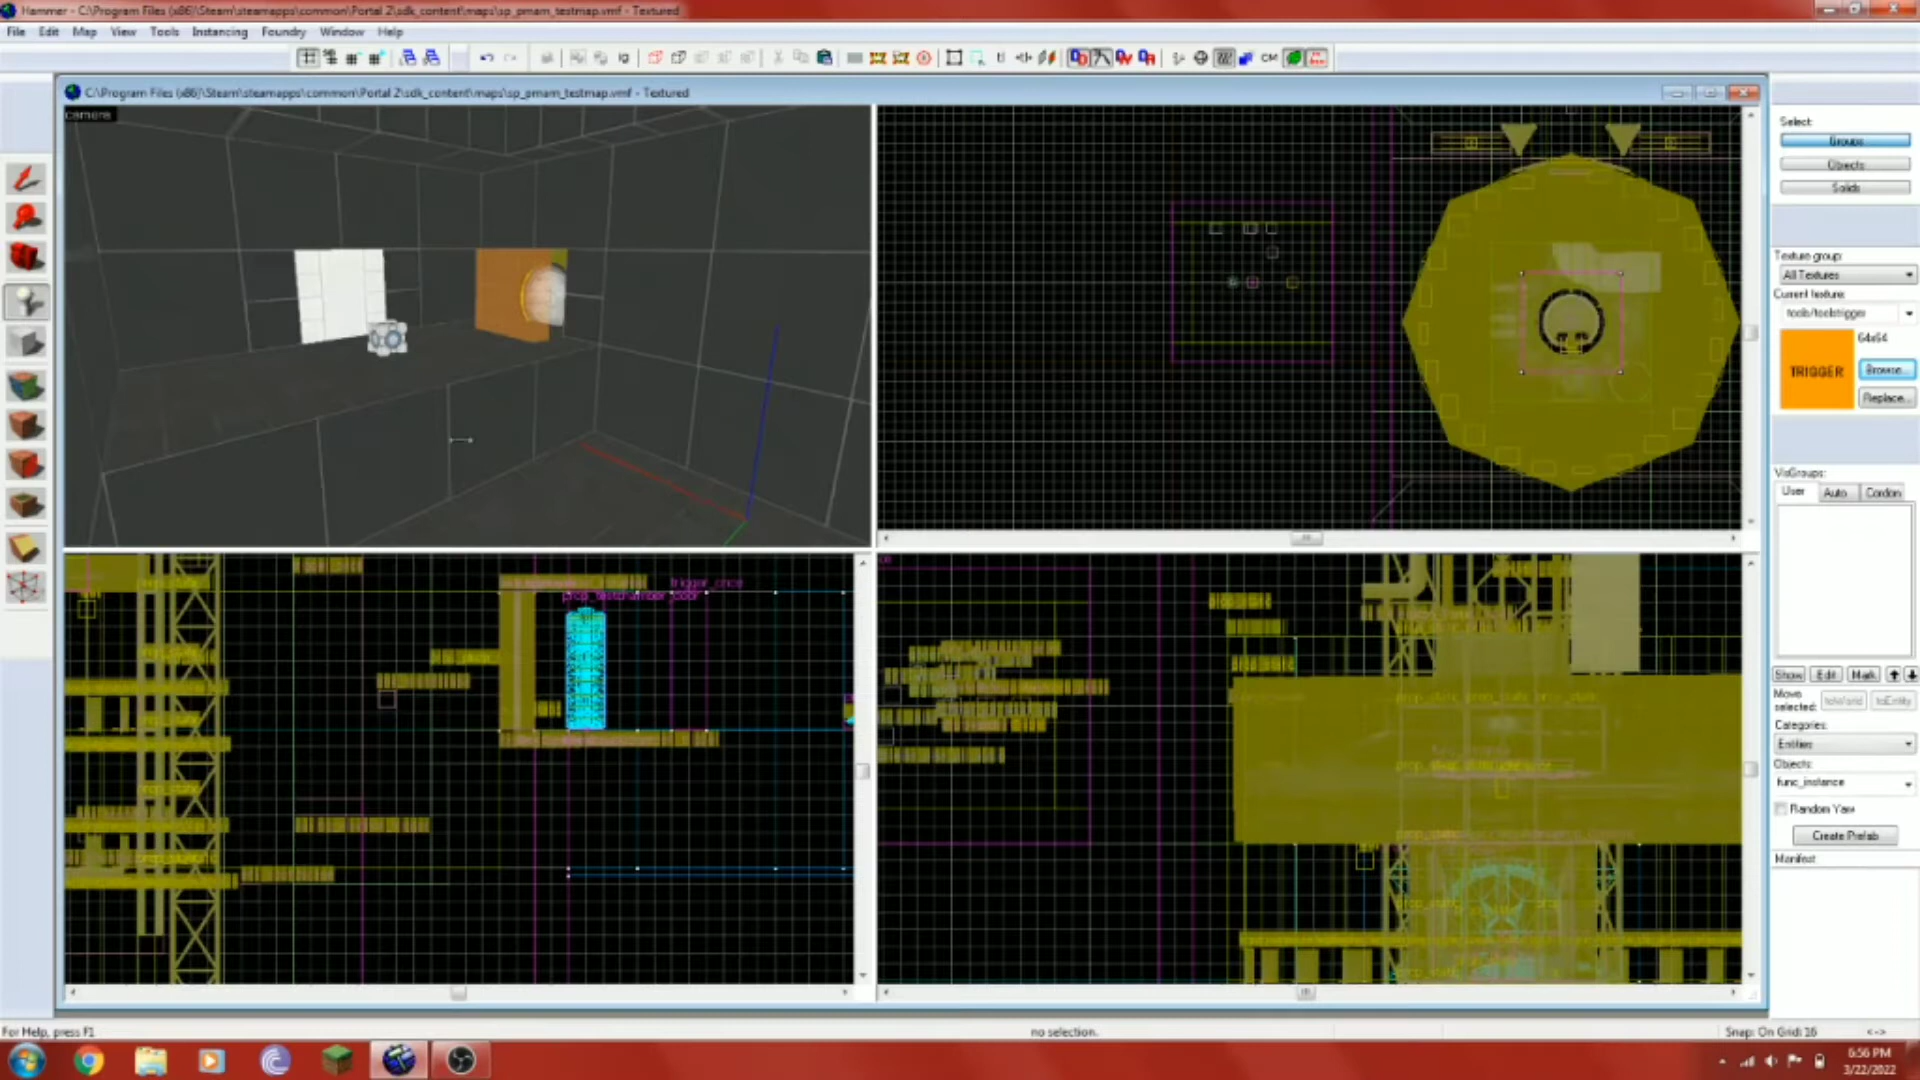 Hammer - C:\Program Files (x86)\Steam\steamapps\common\Portal 2\sdk_content\maps\sp_pmam_testmap.vmf - Textured
File Edit Map View Tools Instancing Foundry Window Help
C:\Program Files (x86)\Steam\steamapps\common\Portal 2\sdk_content\maps\sp_pmam_testmap.vmf - Textured
camera
Select:
Groups
Objects
Solids
Texture group:
All Textures
Current texture:
tools/toolstrigger
64x64
TRIGGER
Browse...
Replace...
VisGroups:
User Auto Cordon
trigger_once
prop_testchamber_door
Show Edit Mark
Move selected: toWorld toEntity
Categories:
Entities
Objects:
func_instance
Random Yaw
Create Prefab
Manifest
For Help, press F1
no selection.
Snap: On Grid: 16 <->
6:56 PM
3/22/2022